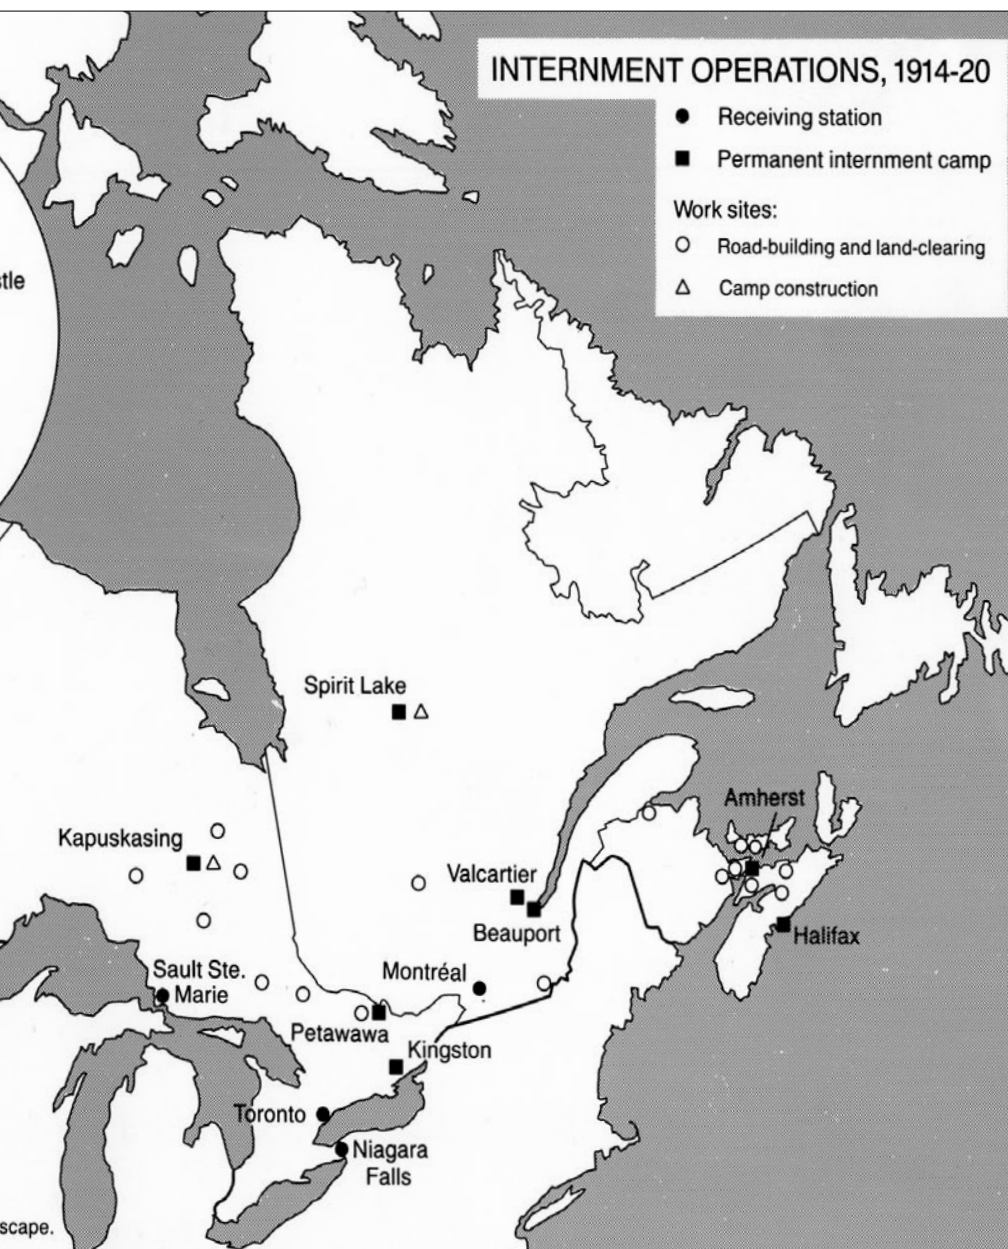 INTERNMENT OPERATIONS, 1914-20
Receiving station
Permanent internment camp
Work sites:
Road-building and land-clearing
Camp construction
stle
Spirit Lake
Amherst
Kapuskasing
Valcartier
Beauport
Halifax
Sault Ste.
Marie
Montréal
Petawawa
Kingston
Toronto
Niagara
Falls
scape.